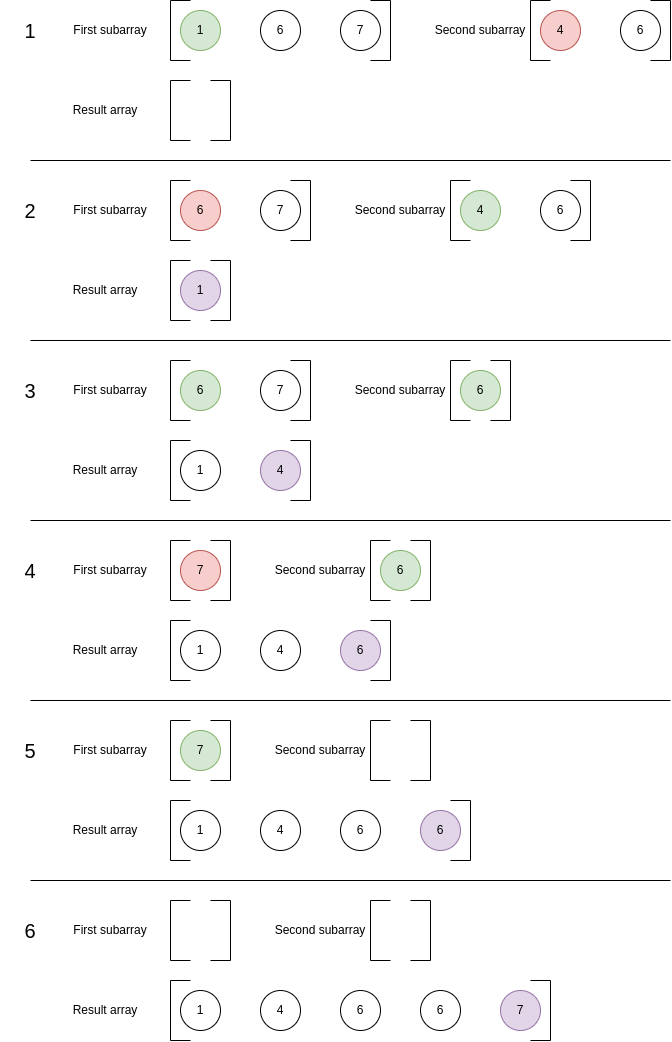 1 First subarray 1 6 7 Second subarray 4 6
Result array
2 First subarray 6 7 Second subarray 4 6
Result array 1
3 First subarray 6 7 Second subarray 6
Result array 1 4
4 First subarray 7 Second subarray 6
Result array 1 4 6
5 First subarray 7 Second subarray
Result array 1 4 6 6
6 First subarray Second subarray
Result array 1 4 6 6 7